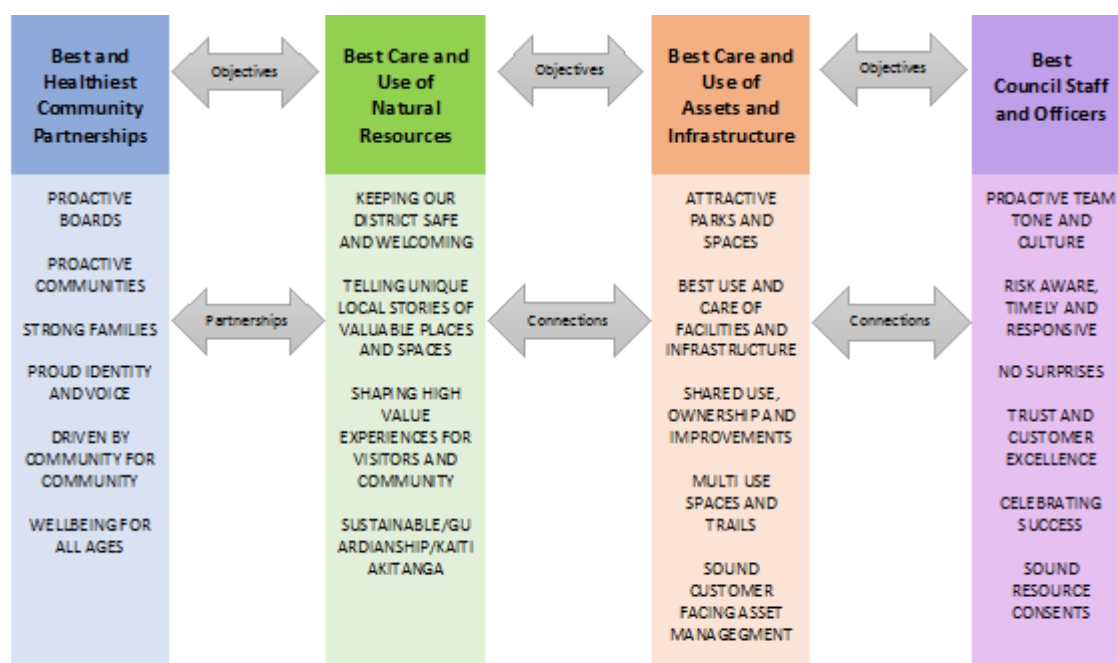 Best and
Healthiest
Community
Partnerships
Objectives
Best Care and
Use of
Natural
Resources
Objectives
Best Care and
Use of
Assets and
Infrastructure
Objectives
Best
Council Staff
and Officers
PROACTIVE
BOARDS
PROACTIVE
COMMUNITIES
STRONG FAMILIES
PROUD IDENTITY
AND VOICE
DRIVEN BY
COMMUNITY FOR
COMMUNITY
WELLBEING FOR
ALL AGES
Partnerships
KEEPING OUR
DISTRICT SAFE
AND WELCOMING
TELLING UNIQUE
LOCAL STORIES OF
VALUABLE PLACES
AND SPACES
SHAPING HIGH
VALUE
EXPERIENCES FOR
VISITORS AND
COMMUNITY
SUSTAINABLE/GU
ARDIANSHIP/KAITI
AKITANGA
Connections
ATTRACTIVE
PARKS AND
SPACES
BEST USE AND
CARE OF
FACILITIES AND
INFRASTRUCTURE
SHARED USE,
OWNERSHIP AND
IMPROVEMENTS
MULTI USE
SPACES AND
TRAILS
SOUND
CUSTOMER
FACING ASSET
MANAGEGMENT
Connections
PROACTIVE TEAM
TONE AND
CULTURE
RISK AWARE,
TIMELY AND
RESPONSIVE
NO SURPRISES
TRUST AND
CUSTOMER
EXCELLENCE
CELEBRATING
SUCCESS
SOUND
RESOURCE
CONSENTS